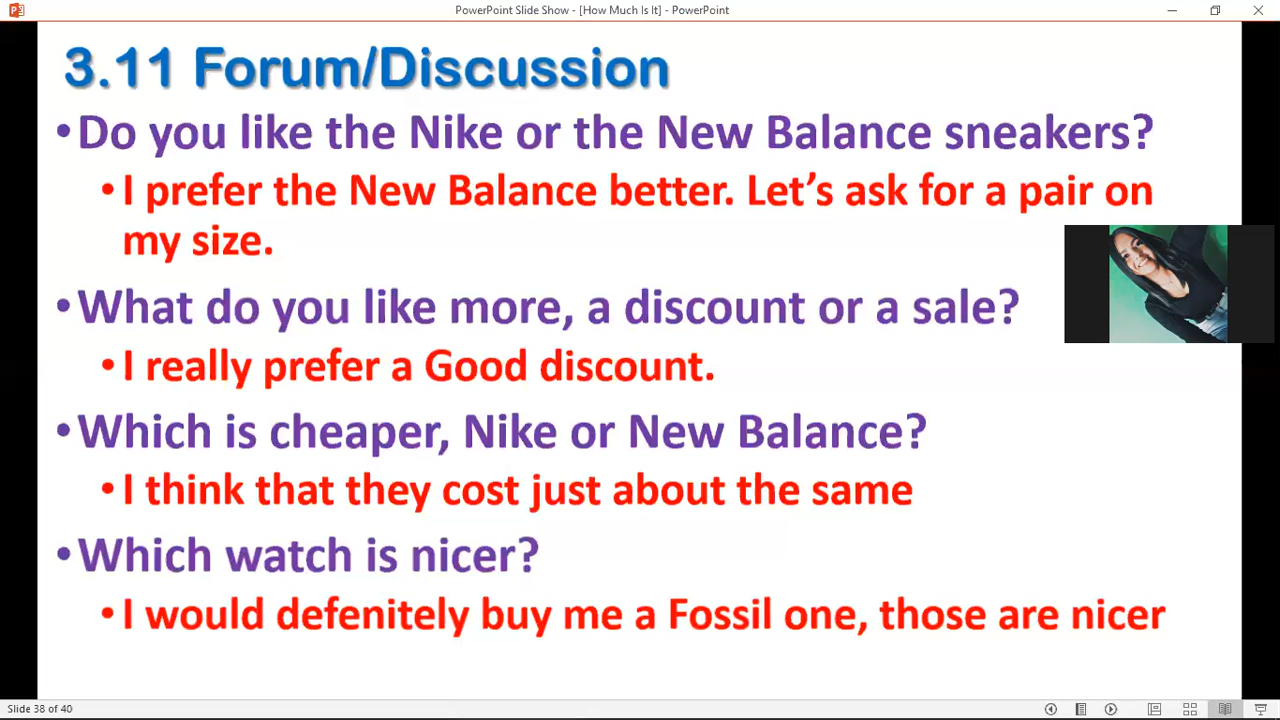 PowerPoint Slide Show - [How Much Is It] - PowerPoint
3.11 Forum/Discussion
•Do you like the Nike or the New Balance sneakers?
•I prefer the New Balance better. Let’s ask for a pair on
my size.
•What do you like more, a discount or a sale?
•I really prefer a Good discount.
•Which is cheaper, Nike or New Balance?
•I think that they cost just about the same
•Which watch is nicer?
•I would defenitely buy me a Fossil one, those are nicer
Slide 38 of 40